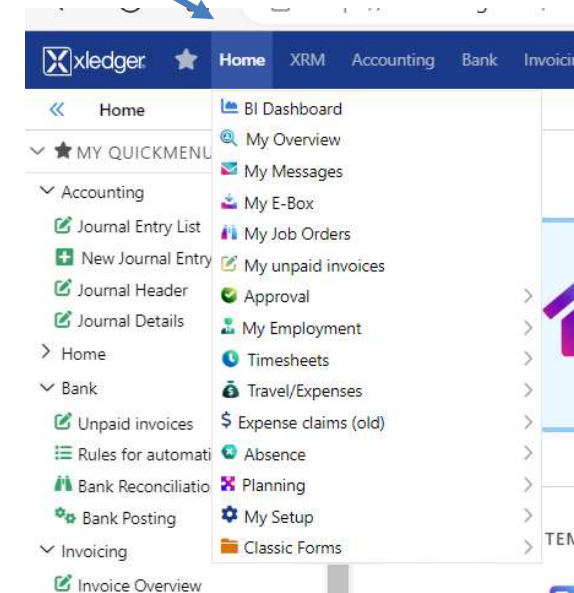 xledger Home XRM Accounting Bank
Home
MY QUICKMENU
Accounting
Journal Entry List
New Journal Entry
Journal Header
Journal Details
Home
Bank
Unpaid invoices
Rules for automati
Bank Reconciliatio
Bank Posting
Invoicing
Invoice Overview
BI Dashboard
My Overview
My Messages
My E-Box
My Job Orders
My unpaid invoices
Approval
My Employment
Timesheets
Travel/Expenses
Expense claims (old)
Absence
Planning
My Setup
Classic Forms
TEM